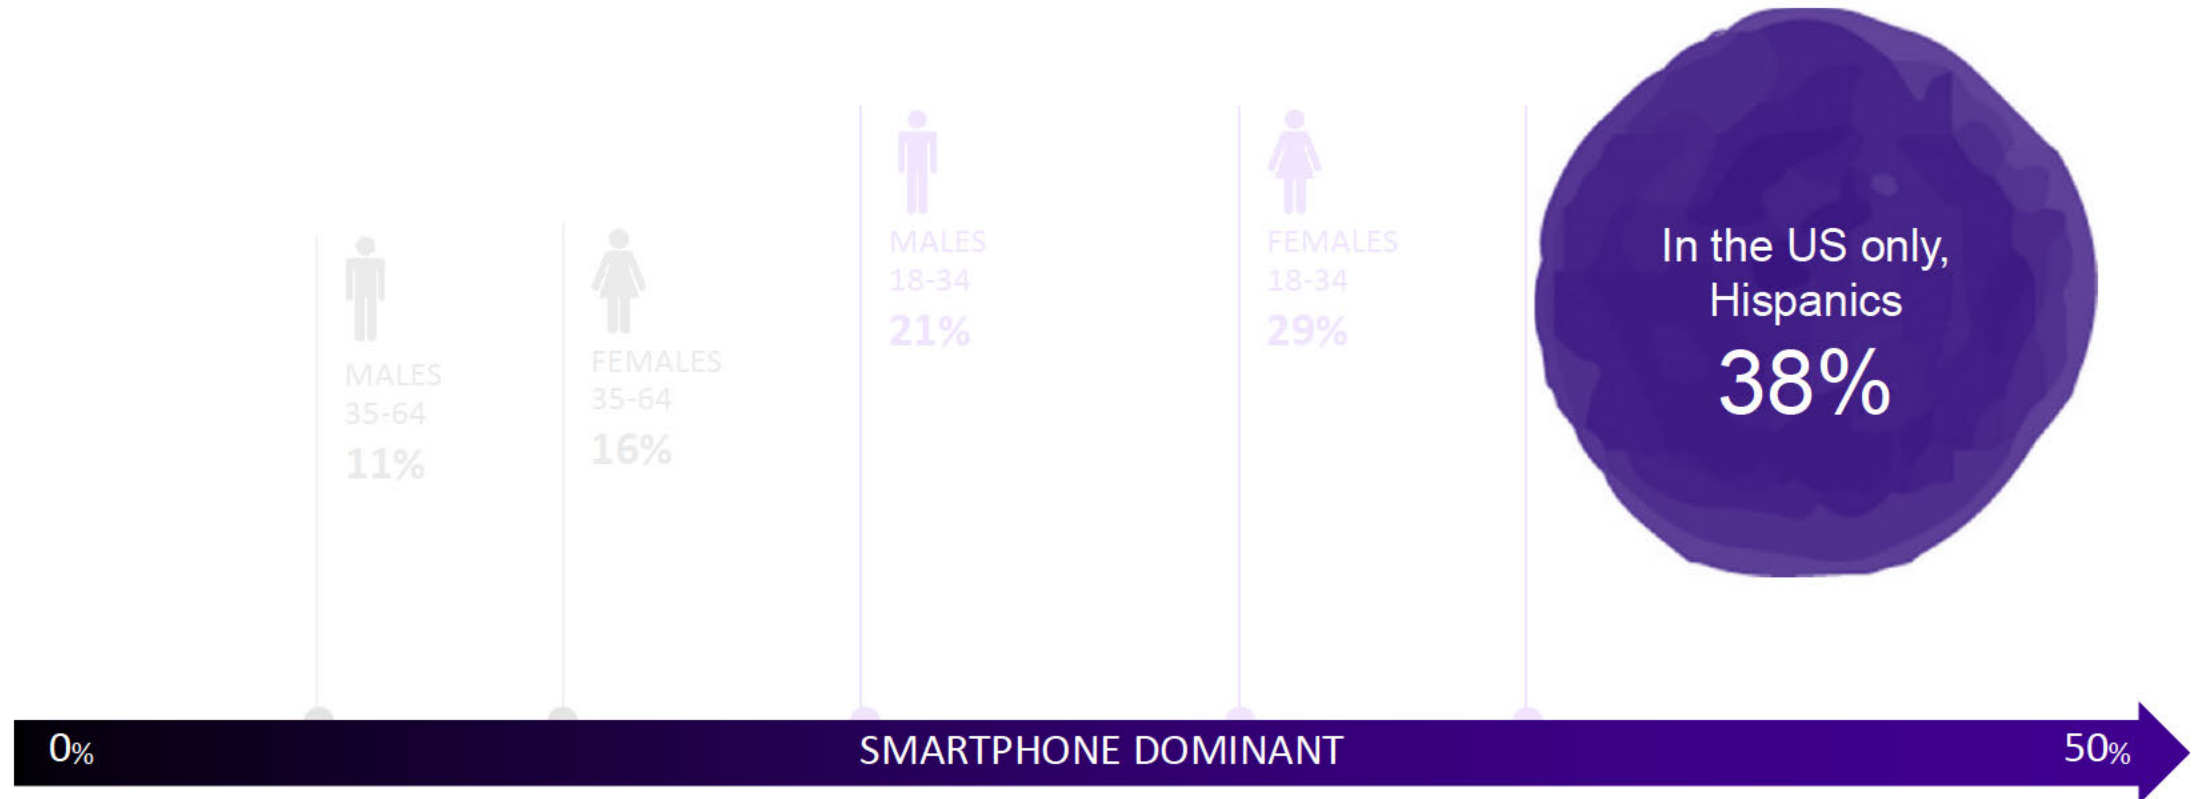 MALES
35-64
11%
FEMALES
35-64
16%
MALES
18-34
21%
FEMALES
18-34
29%
In the US only,
Hispanics
38%
0%
SMARTPHONE DOMINANT
50%